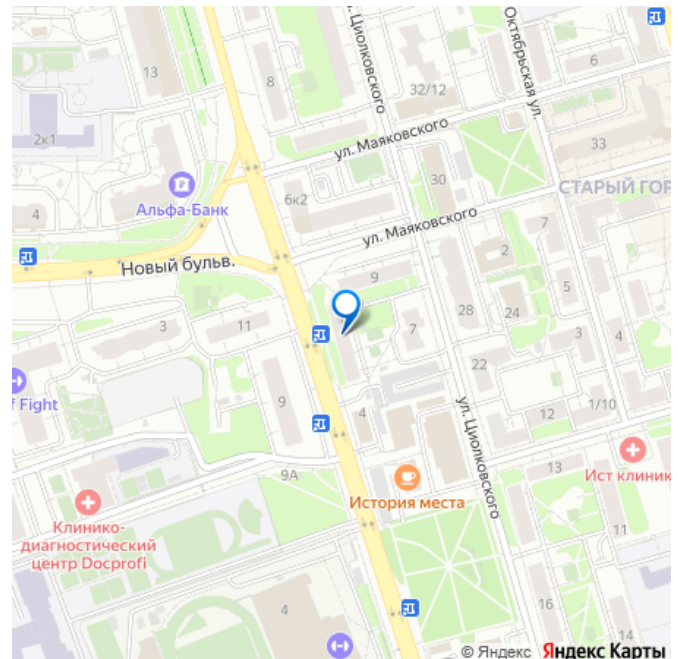 Октябрьская ул.
ул. Циолковского
13
8
32/12
2к1
ул. Маяковского
33
30
Альфа-Банк
СТАРЫЙ ГОР
6к2
4
ул. Маяковского
7
2
Новый бульв.
9
5
28
24
3
11
7
3
4
22
f Fight
9
4
12
1/10
ул. Циолковского
13
9А
Ист клиник
История места
Клинико-
диагностический
центр Docprofi
11
4
16
14
© Яндекс Яндекс Карты